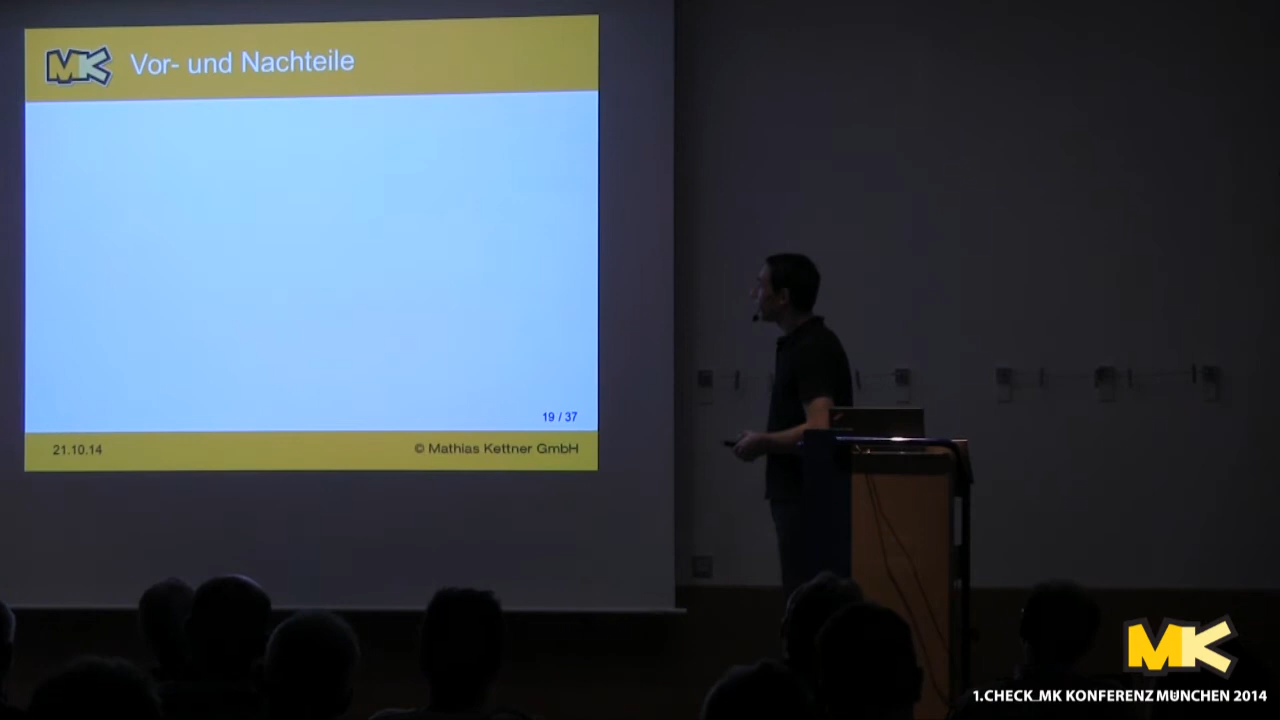 MK Vor- und Nachteile
19 / 37
21.10.14 © Mathias Kettner GmbH
MK
1.CHECK_MK KONFERENZ MÜNCHEN 2014